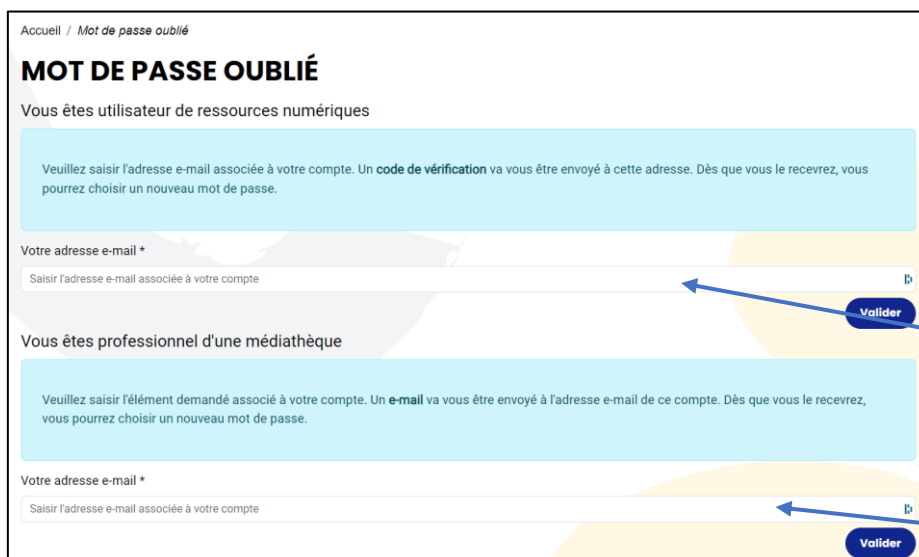 Accueil / Mot de passe oublié
MOT DE PASSE OUBLIÉ
Vous êtes utilisateur de ressources numériques
Veuillez saisir l'adresse e-mail associée à votre compte. Un code de vérification va vous être envoyé à cette adresse. Dès que vous le recevrez, vous
pourrez choisir un nouveau mot de passe.
Votre adresse e-mail *
Saisir l'adresse e-mail associée à votre compte
Valider
Vous êtes professionnel d'une médiathèque
Veuillez saisir l'élément demandé associé à votre compte. Un e-mail va vous être envoyé à l'adresse e-mail de ce compte. Dès que vous le recevrez,
vous pourrez choisir un nouveau mot de passe.
Votre adresse e-mail *
Saisir l'adresse e-mail associée à votre compte
Valider